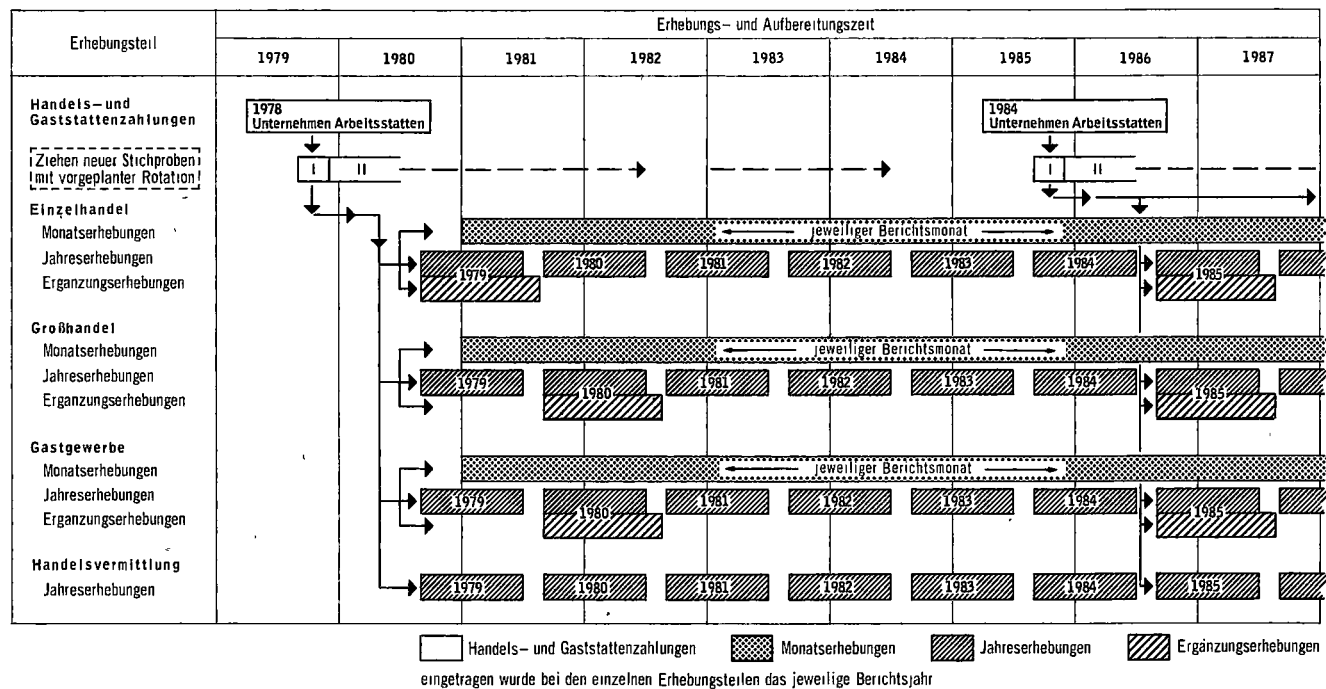 Erhebungsteil
Erhebungs- und Aufbereitungszeit
1979 1980 1981 1982 1983 1984 1985 1986 1987
Handels- und
Gaststattenzahlungen
1978
Unternehmen Arbeitsstatten
1984
Unternehmen Arbeitsstatten
Ziehen neuer Stichproben
mit vorgeplanter Rotation
I II
I II
Einzelhandel
Monatserhebungen
jeweiliger Berichtsmonat
Jahreserhebungen
1979 1980 1981 1982 1983 1984 1985
Ergänzungserhebungen
Großhandel
Monatserhebungen
jeweiliger Berichtsmonat
Jahreserhebungen
1979 1980 1981 1982 1983 1984 1985
Ergänzungserhebungen
Gastgewerbe
Monatserhebungen
jeweiliger Berichtsmonat
Jahreserhebungen
1979 1980 1981 1982 1983 1984 1985
Ergänzungserhebungen
Handelsvermittlung
Jahreserhebungen
1979 1980 1981 1982 1983 1984 1985
Handels- und Gaststattenzahlungen Monatserhebungen Jahreserhebungen Ergänzungserhebungen
eingetragen wurde bei den einzelnen Erhebungsteilen das jeweilige Berichtsjahr